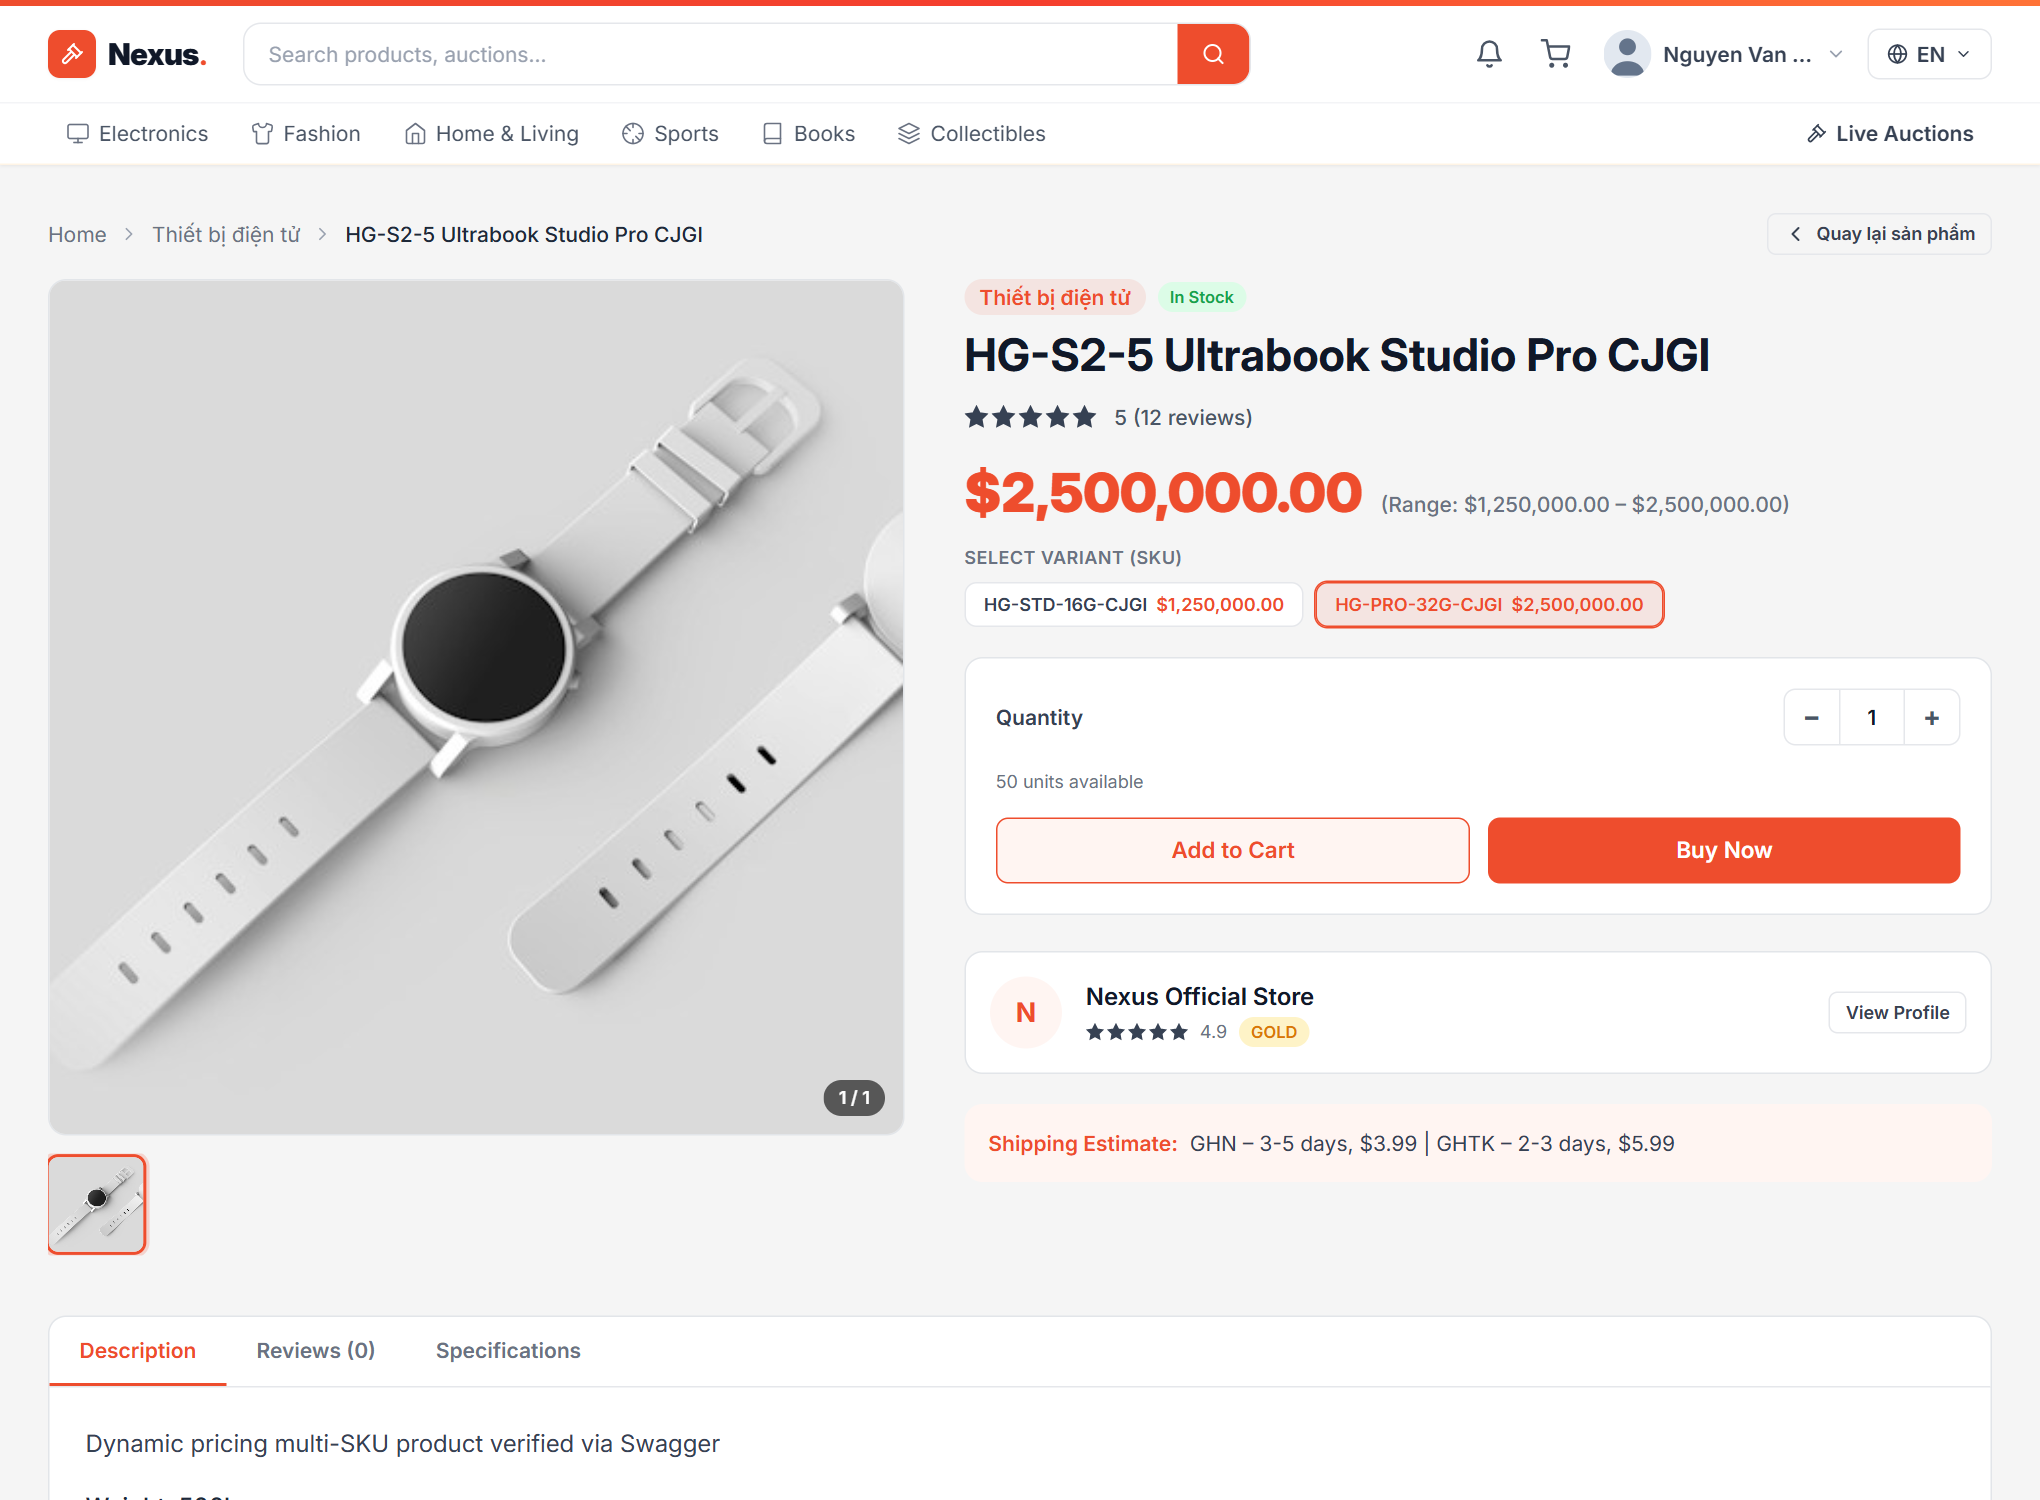 Nexus.
Search products, auctions...
Nguyen Van ...
EN
Electronics
Fashion
Home & Living
Sports
Books
Collectibles
Live Auctions
Home > Thiết bị điện tử > HG-S2-5 Ultrabook Studio Pro CJGI
Quay lại sản phẩm
Thiết bị điện tử
In Stock
HG-S2-5 Ultrabook Studio Pro CJGI
5 (12 reviews)
$2,500,000.00 (Range: $1,250,000.00 – $2,500,000.00)
SELECT VARIANT (SKU)
HG-STD-16G-CJGI $1,250,000.00
HG-PRO-32G-CJGI $2,500,000.00
Quantity
− 1 +
50 units available
Add to Cart
Buy Now
N
Nexus Official Store
4.9 GOLD
View Profile
1 / 1
Shipping Estimate: GHN – 3-5 days, $3.99 | GHTK – 2-3 days, $5.99
Description
Reviews (0)
Specifications
Dynamic pricing multi-SKU product verified via Swagger